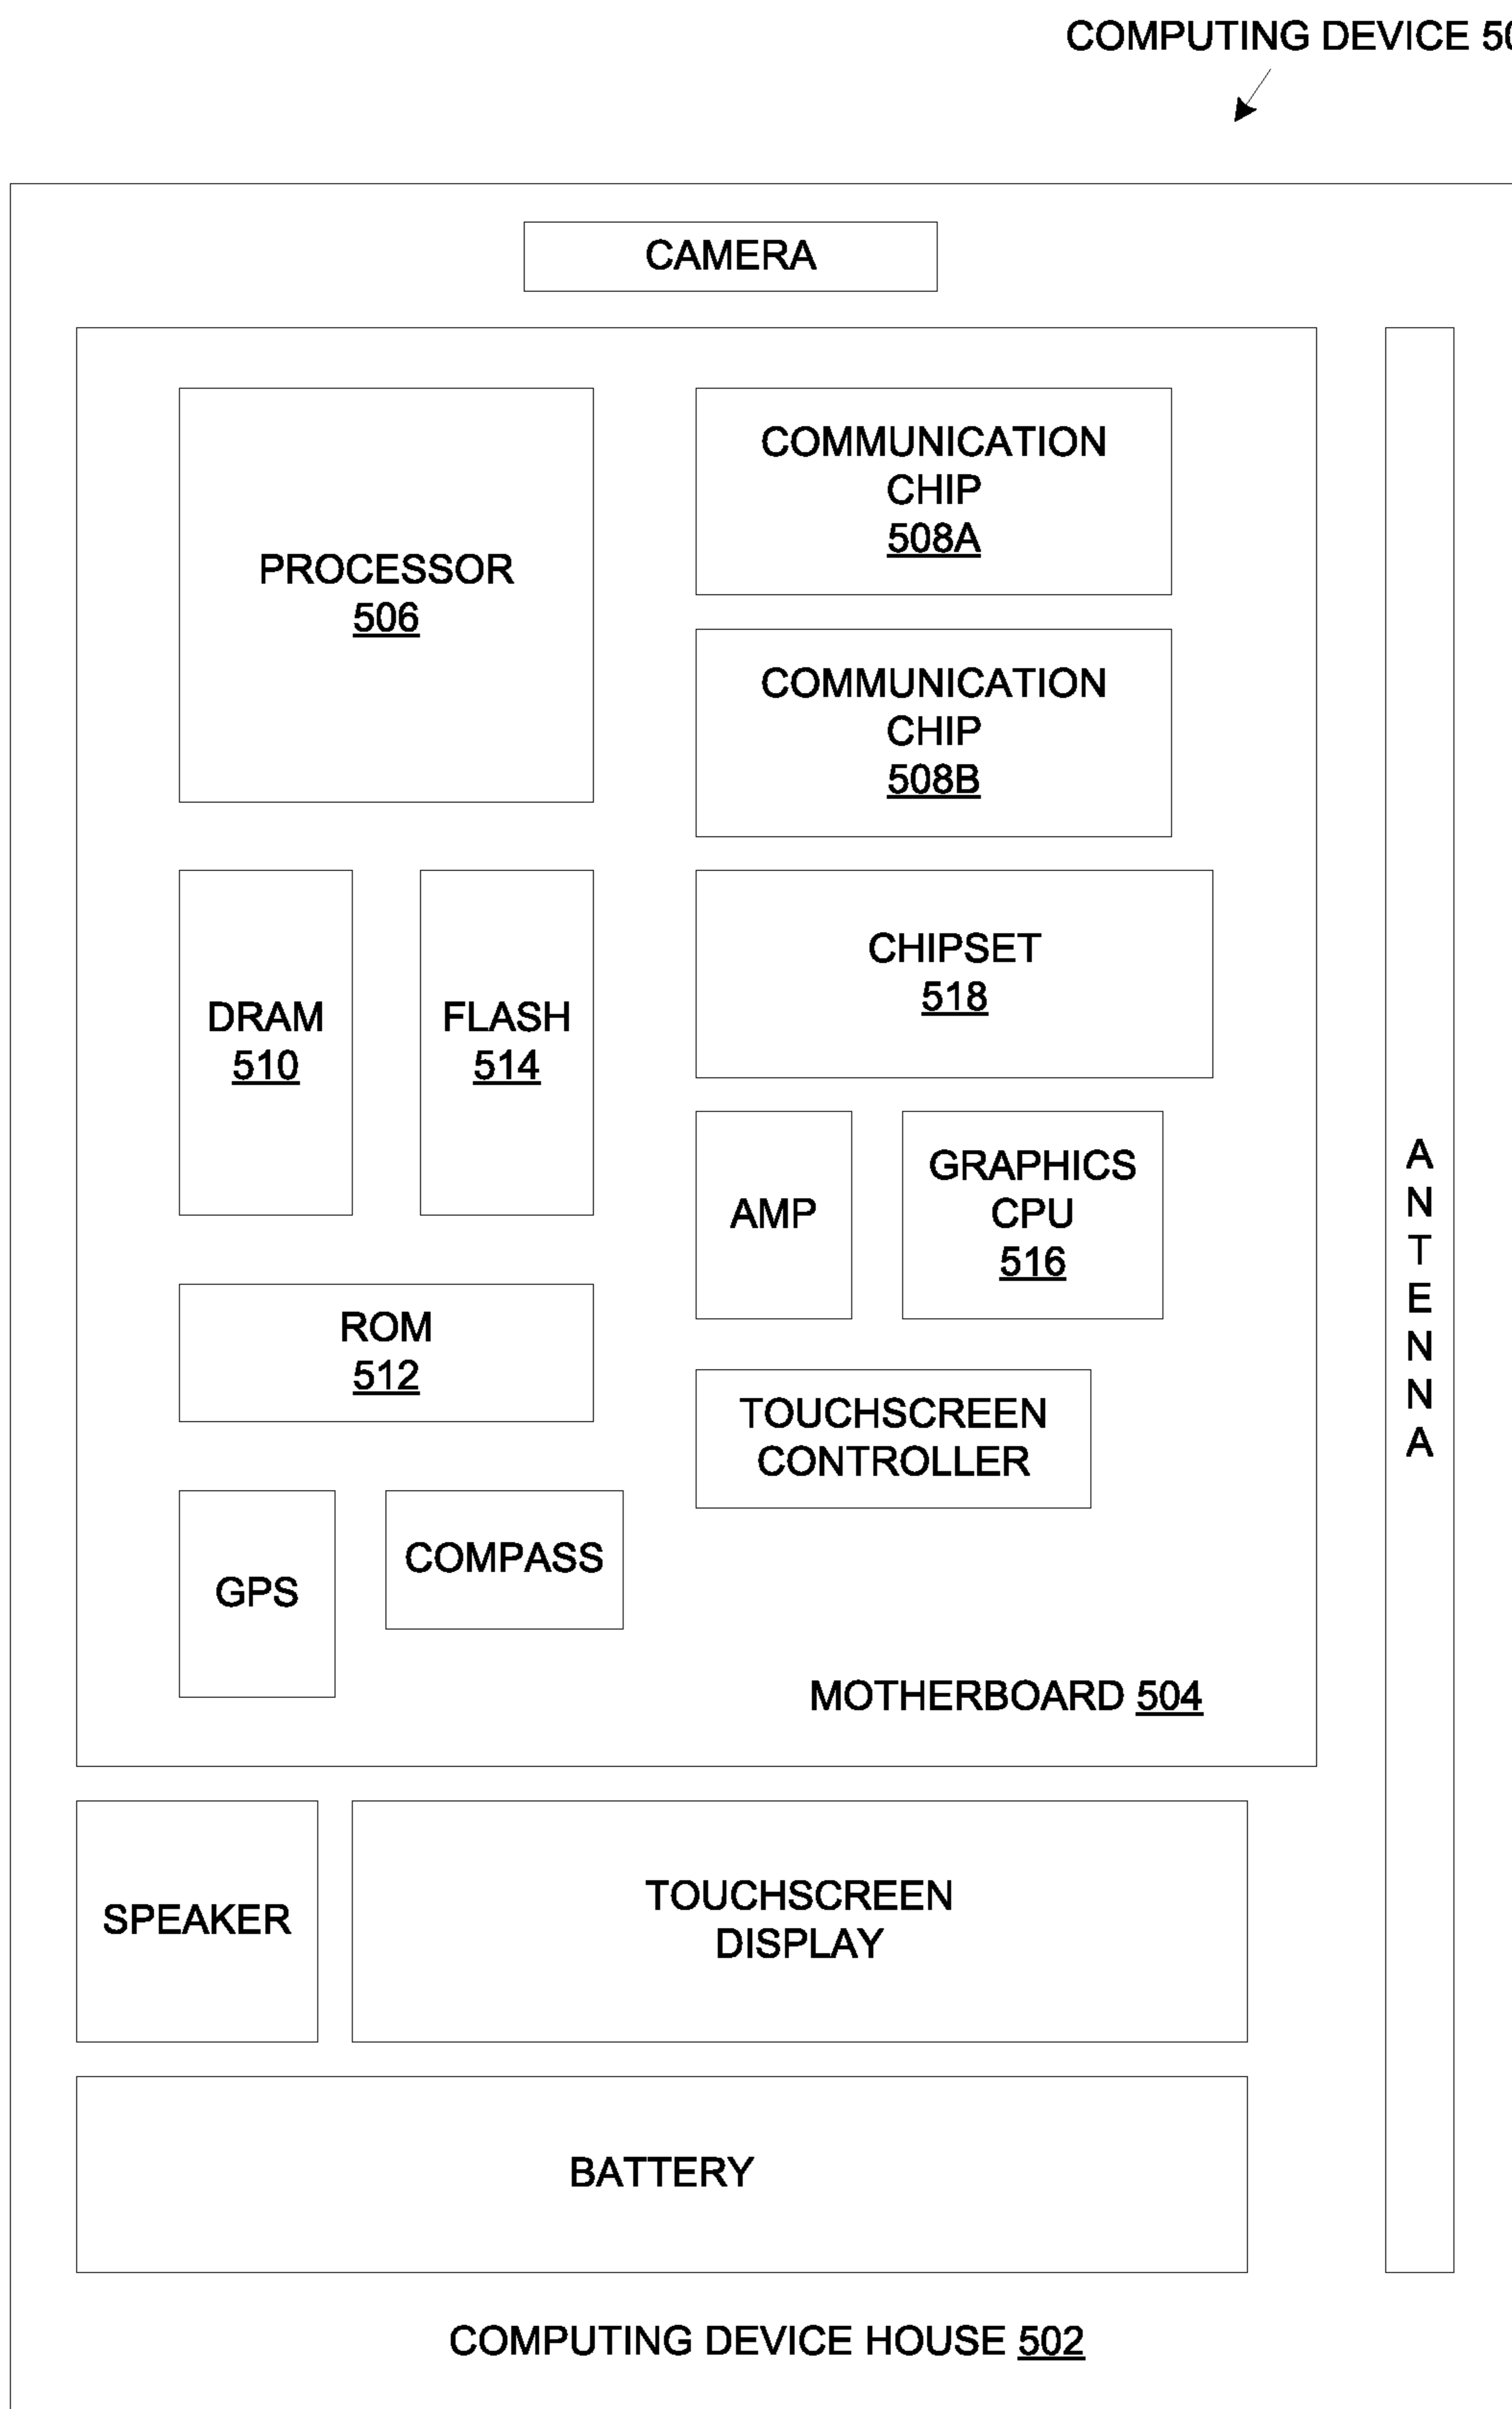 COMPUTING DEVICE
CAMERA
PROCESSOR
506
COMMUNICATION
CHIP
508A
COMMUNICATION
CHIP
508B
DRAM
510
FLASH
514
CHIPSET
518
AMP
GRAPHICS
CPU
516
ROM
512
TOUCHSCREEN
CONTROLLER
GPS
COMPASS
MOTHERBOARD 504
ANTENNA
SPEAKER
TOUCHSCREEN
DISPLAY
BATTERY
COMPUTING DEVICE HOUSE 502